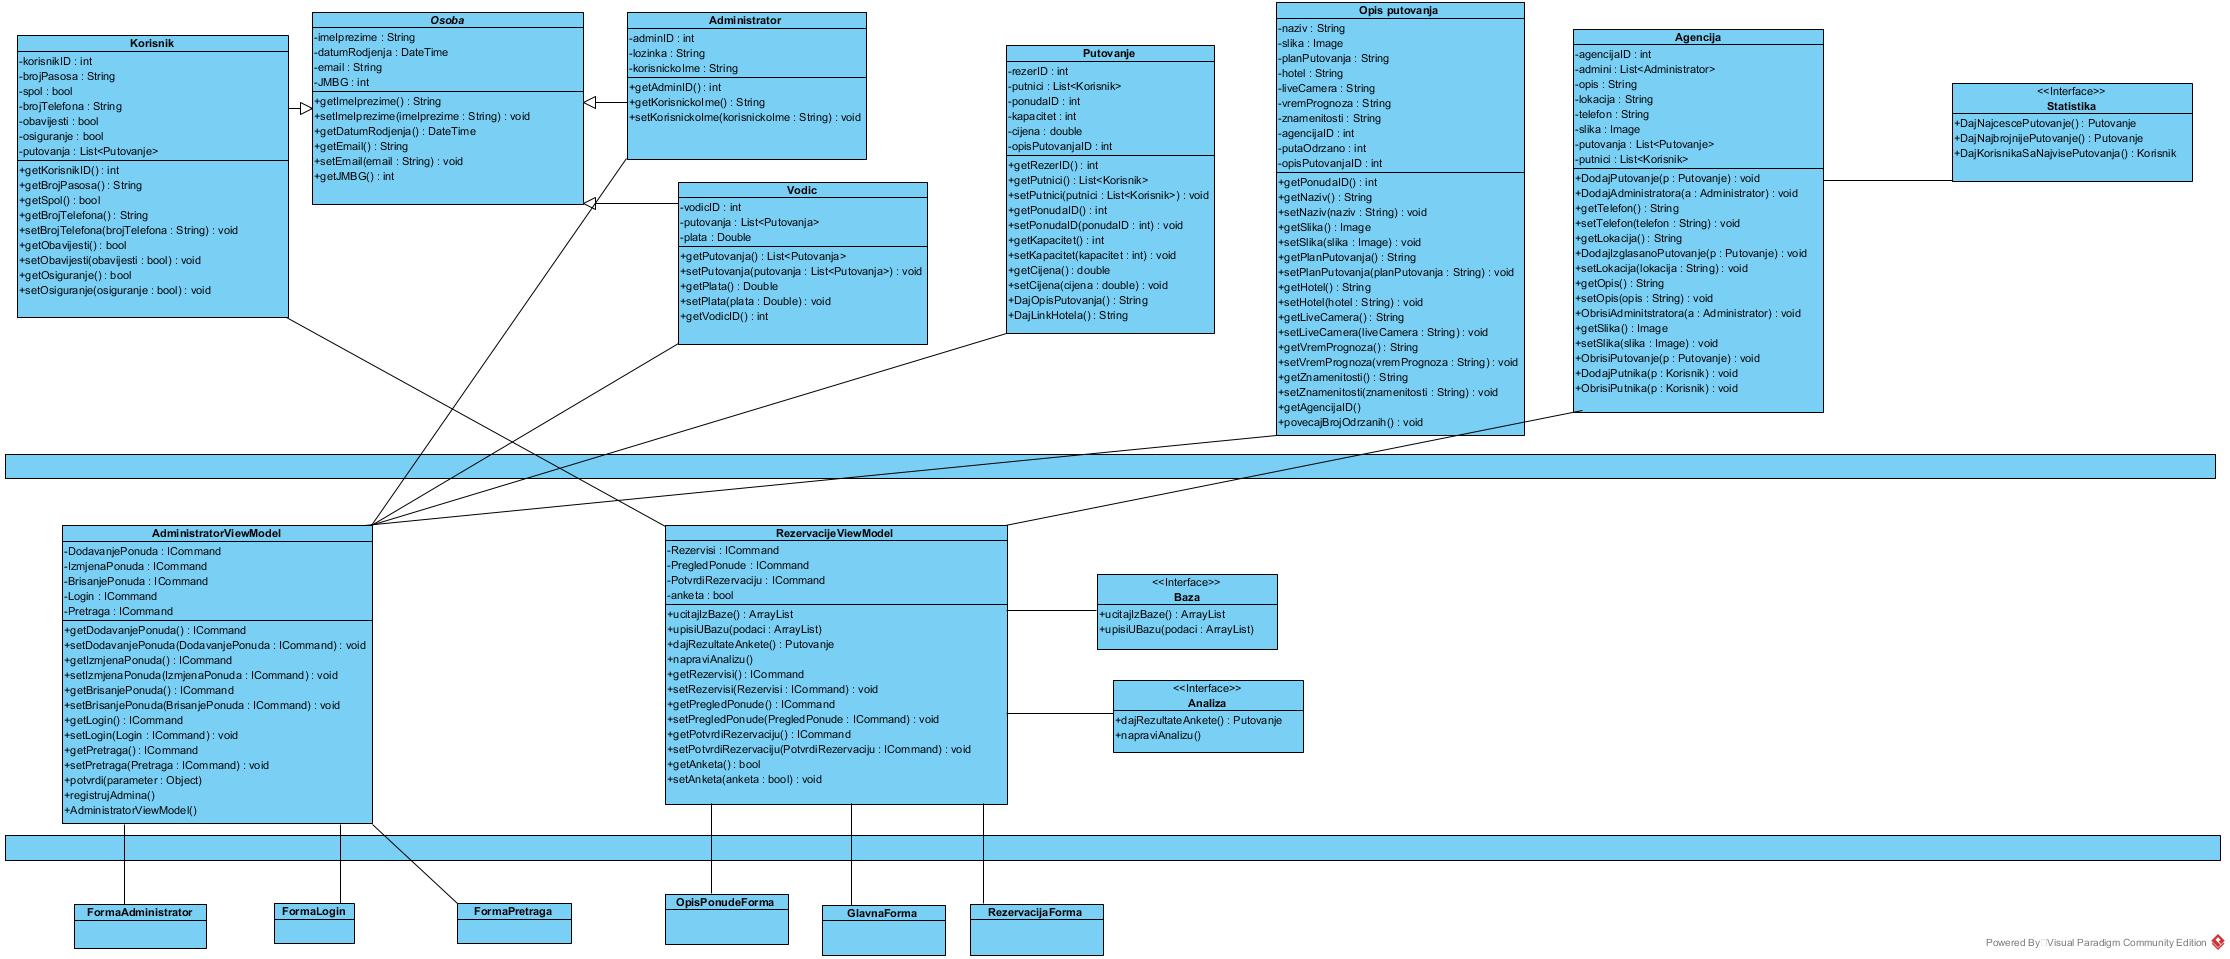 Korisnik
-korisnikID : int
-brojPasosa : String
-spol : bool
-brojTelefona : String
-obavijesti : bool
-osiguranje : bool
-putovanja : List<Putovanje>
+getKorisnikID() : int
+getBrojPasosa() : String
+getSpol() : bool
+getBrojTelefona() : String
+setBrojTelefona(brojTelefona : String) : void
+getObavijesti() : bool
+setObavijesti(obavijesti : bool) : void
+getOsiguranje() : bool
+setOsiguranje(osiguranje : bool) : void
Osoba
-imeIprezime : String
-datumRodjenja : DateTime
-email : String
-JMBG : int
+getImeIprezime() : String
+setImeIprezime(imeIprezime : String) : void
+getDatumRodjenja() : DateTime
+getEmail() : String
+setEmail(email : String) : void
+getJMBG() : int
Administrator
-adminID : int
-lozinka : String
-korisnickoIme : String
+getAdminID() : int
+getKorisnickoIme() : String
+setKorisnickoIme(korisnickoIme : String) : void
Vodic
-vodicID : int
-putovanja : List<Putovanja>
-plata : Double
+getPutovanja() : List<Putovanja>
+setPutovanja(putovanja : List<Putovanja>) : void
+getPlata() : Double
+setPlata(plata : Double) : void
+getVodicID() : int
Putovanje
-rezerID : int
-putnici : List<Korisnik>
-ponudaID : int
-kapacitet : int
-cijena : double
-opisPutovanjaID : int
+getRezerID() : int
+getPutnici() : List<Korisnik>
+setPutnici(putnici : List<Korisnik>) : void
+getPonudaID() : int
+setPonudaID(ponudaID : int) : void
+getKapacitet() : int
+setKapacitet(kapacitet : int) : void
+getCijena() : double
+setCijena(cijena : double) : void
+DajOpisPutovanja() : String
+DajLinkHotela() : String
Opis putovanja
-naziv : String
-slika : Image
-planPutovanja : String
-hotel : String
-liveCamera : String
-vremPrognoza : String
-znamenitosti : String
-agencijaID : int
-putaOdrzano : int
-opisPutovanjaID : int
+getPonudaID() : int
+getNaziv() : String
+setNaziv(naziv : String) : void
+getSlika() : Image
+setSlika(slika : Image) : void
+getPlanPutovanja() : String
+setPlanPutovanja(planPutovanja : String) : void
+getHotel() : String
+setHotel(hotel : String) : void
+getLiveCamera() : String
+setLiveCamera(liveCamera : String) : void
+getVremPrognoza() : String
+setVremPrognoza(vremPrognoza : String) : void
+getZnamenitosti() : String
+setZnamenitosti(znamenitosti : String) : void
+getAgencijaID()
+povecajBrojOdrzanih() : void
Agencija
-agencijaID : int
-admini : List<Administrator>
-opis : String
-lokacija : String
-telefon : String
-slika : Image
-putovanja : List<Putovanje>
-putnici : List<Korisnik>
+DodajPutovanje(p : Putovanje) : void
+DodajAdministratora(a : Administrator) : void
+getTelefon() : String
+setTelefon(telefon : String) : void
+getLokacija() : String
+DodajIzglasanoPutovanje(p : Putovanje) : void
+setLokacija(lokacija : String) : void
+getOpis() : String
+setOpis(opis : String) : void
+ObrisiAdminitstratora(a : Administrator) : void
+getSlika() : Image
+setSlika(slika : Image) : void
+ObrisiPutovanje(p : Putovanje) : void
+DodajPutnika(p : Korisnik) : void
+ObrisiPutnika(p : Korisnik) : void
<<Interface>>
Statistika
+DajNajcescePutovanje() : Putovanje
+DajNajbrojnijePutovanje() : Putovanje
+DajKorisnikaSaNajvisePutovanja() : Korisnik
AdministratorViewModel
-DodavanjePonuda : ICommand
-IzmjenaPonuda : ICommand
-BrisanjePonuda : ICommand
-Login : ICommand
-Pretraga : ICommand
+getDodavanjePonuda() : ICommand
+setDodavanjePonuda(DodavanjePonuda : ICommand) : void
+getIzmjenaPonuda() : ICommand
+setIzmjenaPonuda(IzmjenaPonuda : ICommand) : void
+getBrisanjePonuda() : ICommand
+setBrisanjePonuda(BrisanjePonuda : ICommand) : void
+getLogin() : ICommand
+setLogin(Login : ICommand) : void
+getPretraga() : ICommand
+setPretraga(Pretraga : ICommand) : void
+potvrdi(parameter : Object)
+registrujAdmina()
+AdministratorViewModel()
RezervacijeViewModel
-Rezervisi : ICommand
-PregledPonude : ICommand
-PotvrdiRezervaciju : ICommand
-anketa : bool
+ucitajIzBaze() : ArrayList
+upisiUBazu(podaci : ArrayList)
+dajRezultateAnkete() : Putovanje
+napraviAnalizu()
+getRezervisi() : ICommand
+setRezervisi(Rezervisi : ICommand) : void
+getPregledPonude() : ICommand
+setPregledPonude(PregledPonude : ICommand) : void
+getPotvrdiRezervaciju() : ICommand
+setPotvrdiRezervaciju(PotvrdiRezervaciju : ICommand) : void
+getAnketa() : bool
+setAnketa(anketa : bool) : void
<<Interface>>
Baza
+ucitajIzBaze() : ArrayList
+upisiUBazu(podaci : ArrayList)
<<Interface>>
Analiza
+dajRezultateAnkete() : Putovanje
+napraviAnalizu()
FormaAdministrator
FormaLogin
FormaPretraga
OpisPonudeForma
GlavnaForma
RezervacijaForma
Powered By Visual Paradigm Community Edition